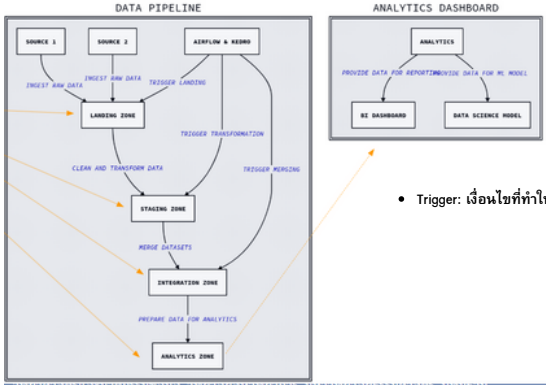 DATA PIPELINE
SOURCE 1
SOURCE 2
AIRFLOW & KEDRO
INGEST RAW DATA
INGEST RAW DATA
TRIGGER LANDING
LANDING ZONE
TRIGGER TRANSFORMATION
CLEAN AND TRANSFORM DATA
TRIGGER MERGING
STAGING ZONE
MERGE DATASETS
INTEGRATION ZONE
PREPARE DATA FOR ANALYTICS
ANALYTICS ZONE
ANALYTICS DASHBOARD
ANALYTICS
PROVIDE DATA FOR REPORTING
PROVIDE DATA FOR ML MODEL
BI DASHBOARD
DATA SCIENCE MODEL
• Trigger: เงื่อนไขที่ทำให้